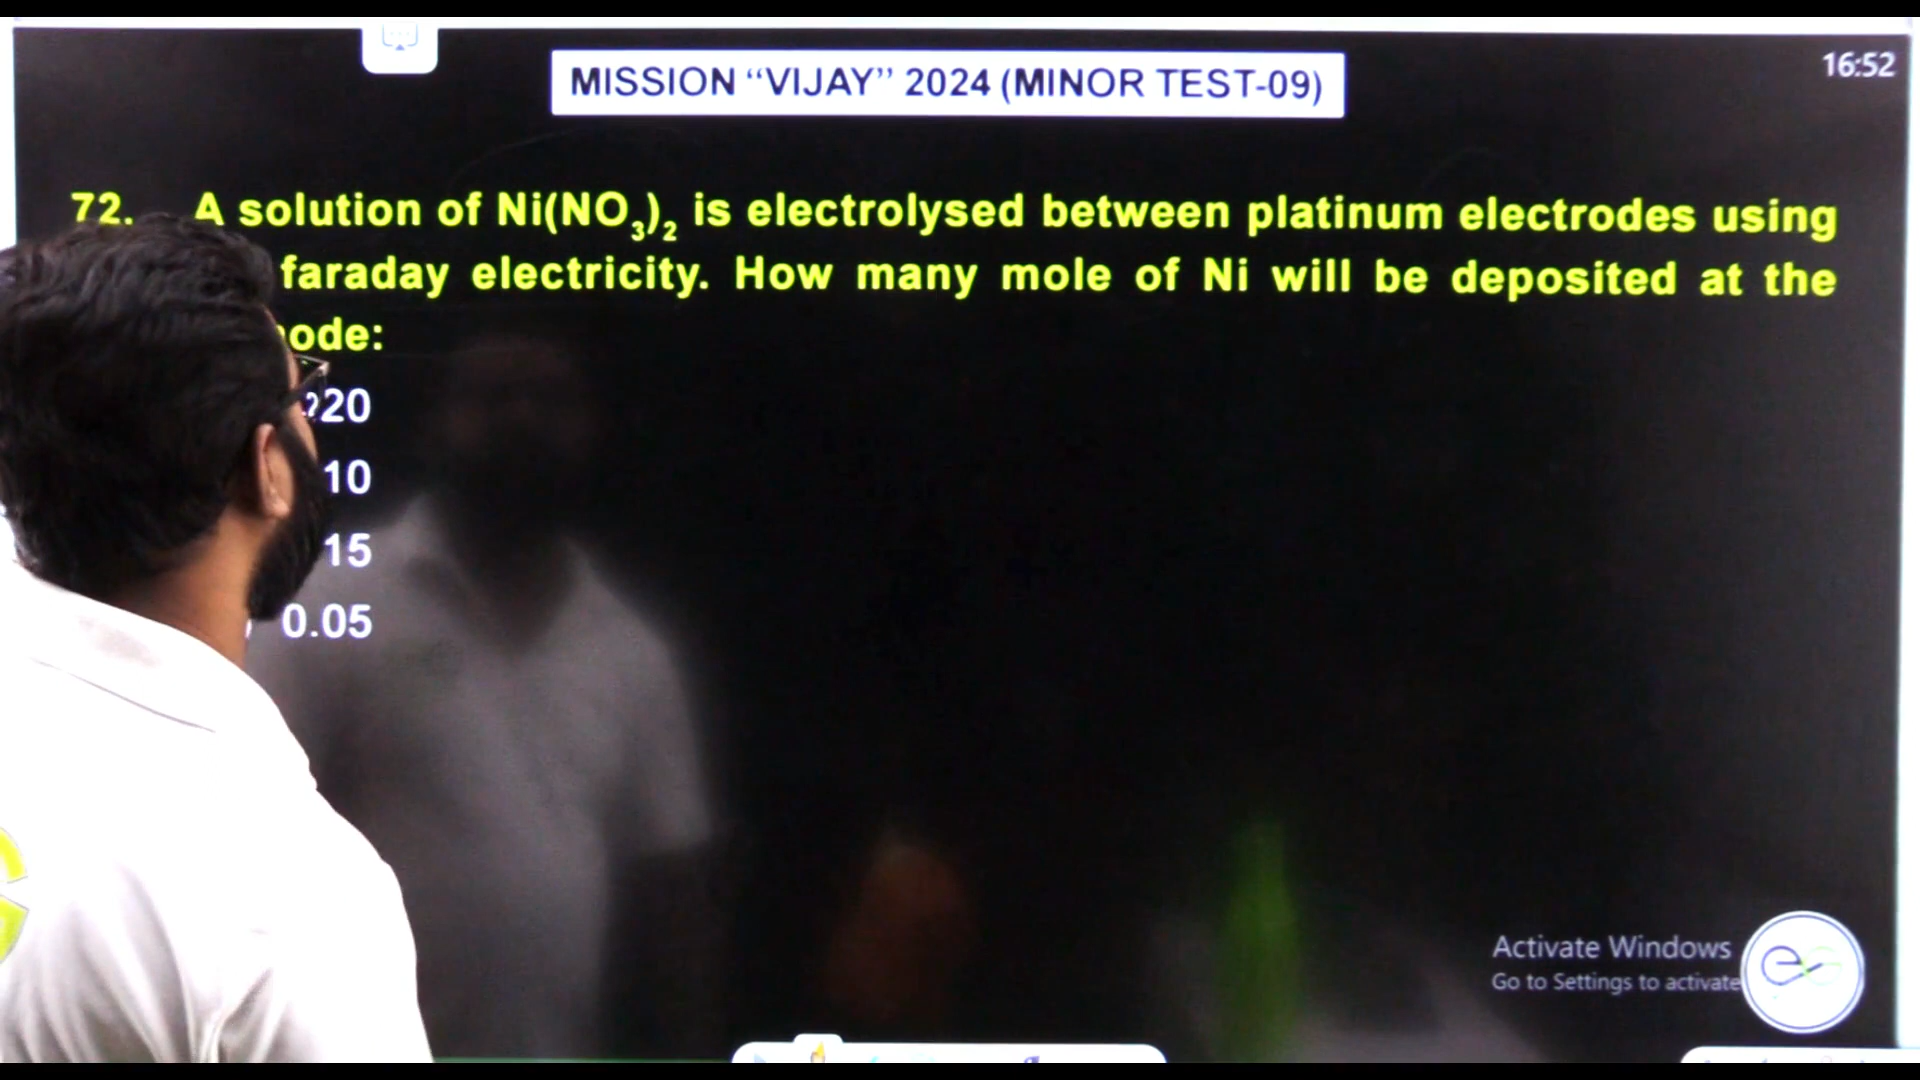 16:52
MISSION “VIJAY” 2024 (MINOR TEST-09)
72. A solution of Ni(NO₃)₂ is electrolysed between platinum electrodes using
faraday electricity. How many mole of Ni will be deposited at the
ode:
20
10
15
0.05
Activate Windows
Go to Settings to activate